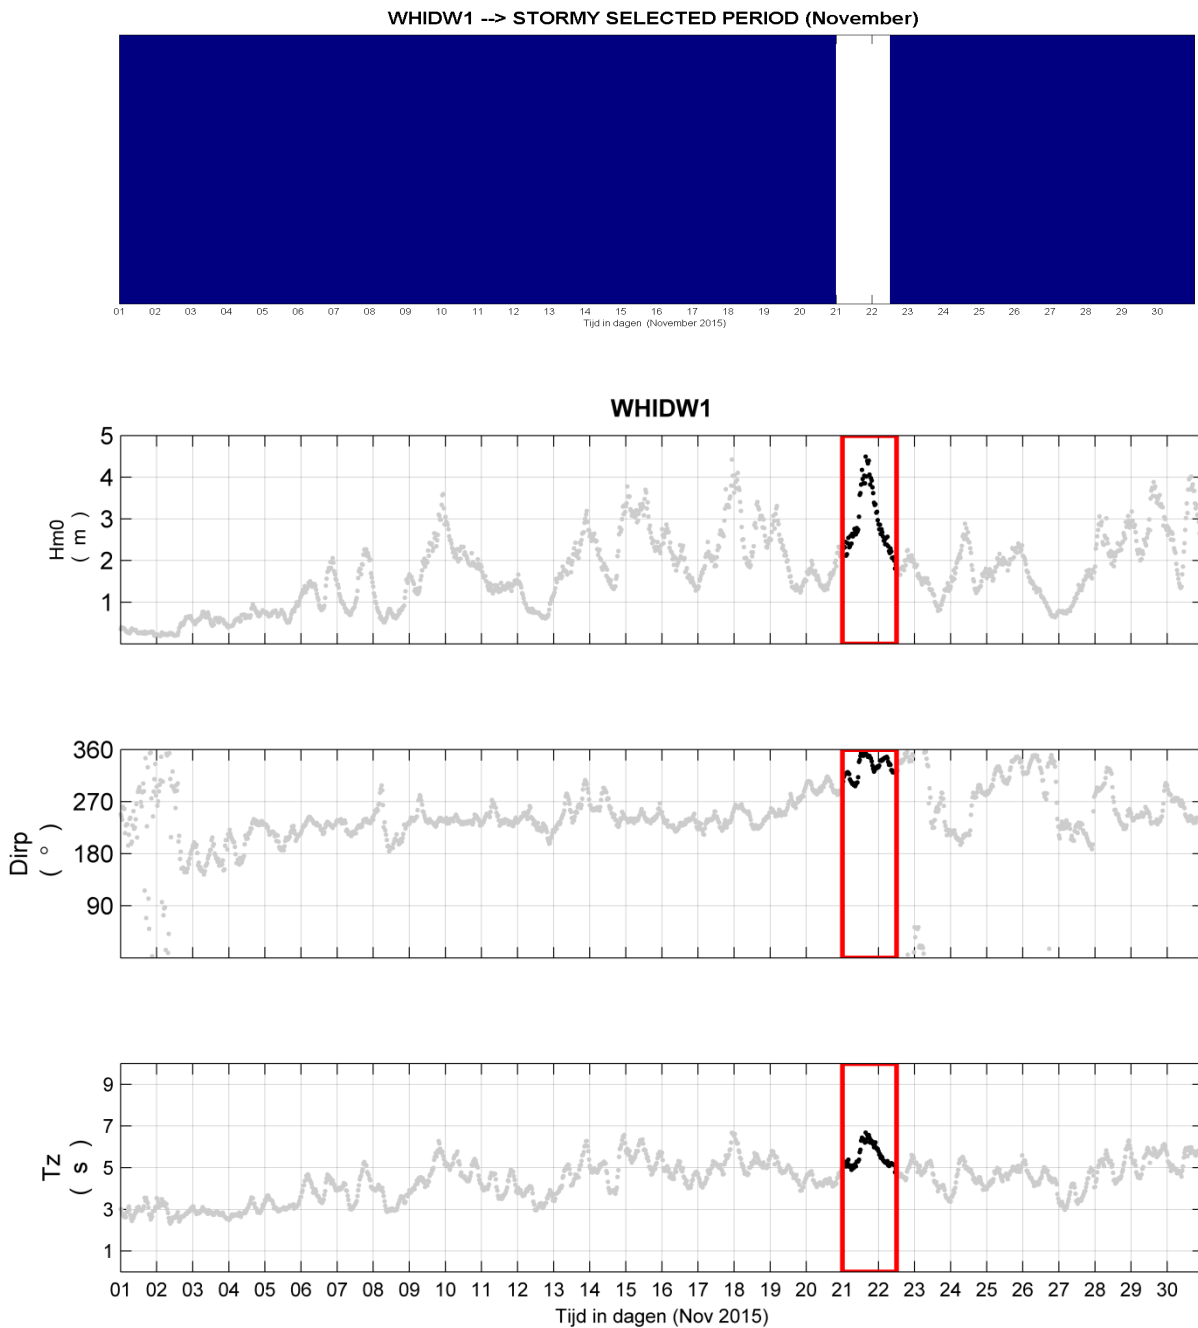 WHIDW1 --> STORMY SELECTED PERIOD (November)
01 02 03 04 05 06 07 08 09 10 11 12 13 14 15 16 17 18 19 20 21 22 23 24 25 26 27 28 29 30
Tijd in dagen (November 2015)
WHIDW1
5
4
3
2
1
Hm0
( m )
360
270
180
90
Dirp
( ° )
9
7
5
3
1
Tz
( s )
01 02 03 04 05 06 07 08 09 10 11 12 13 14 15 16 17 18 19 20 21 22 23 24 25 26 27 28 29 30
Tijd in dagen (Nov 2015)